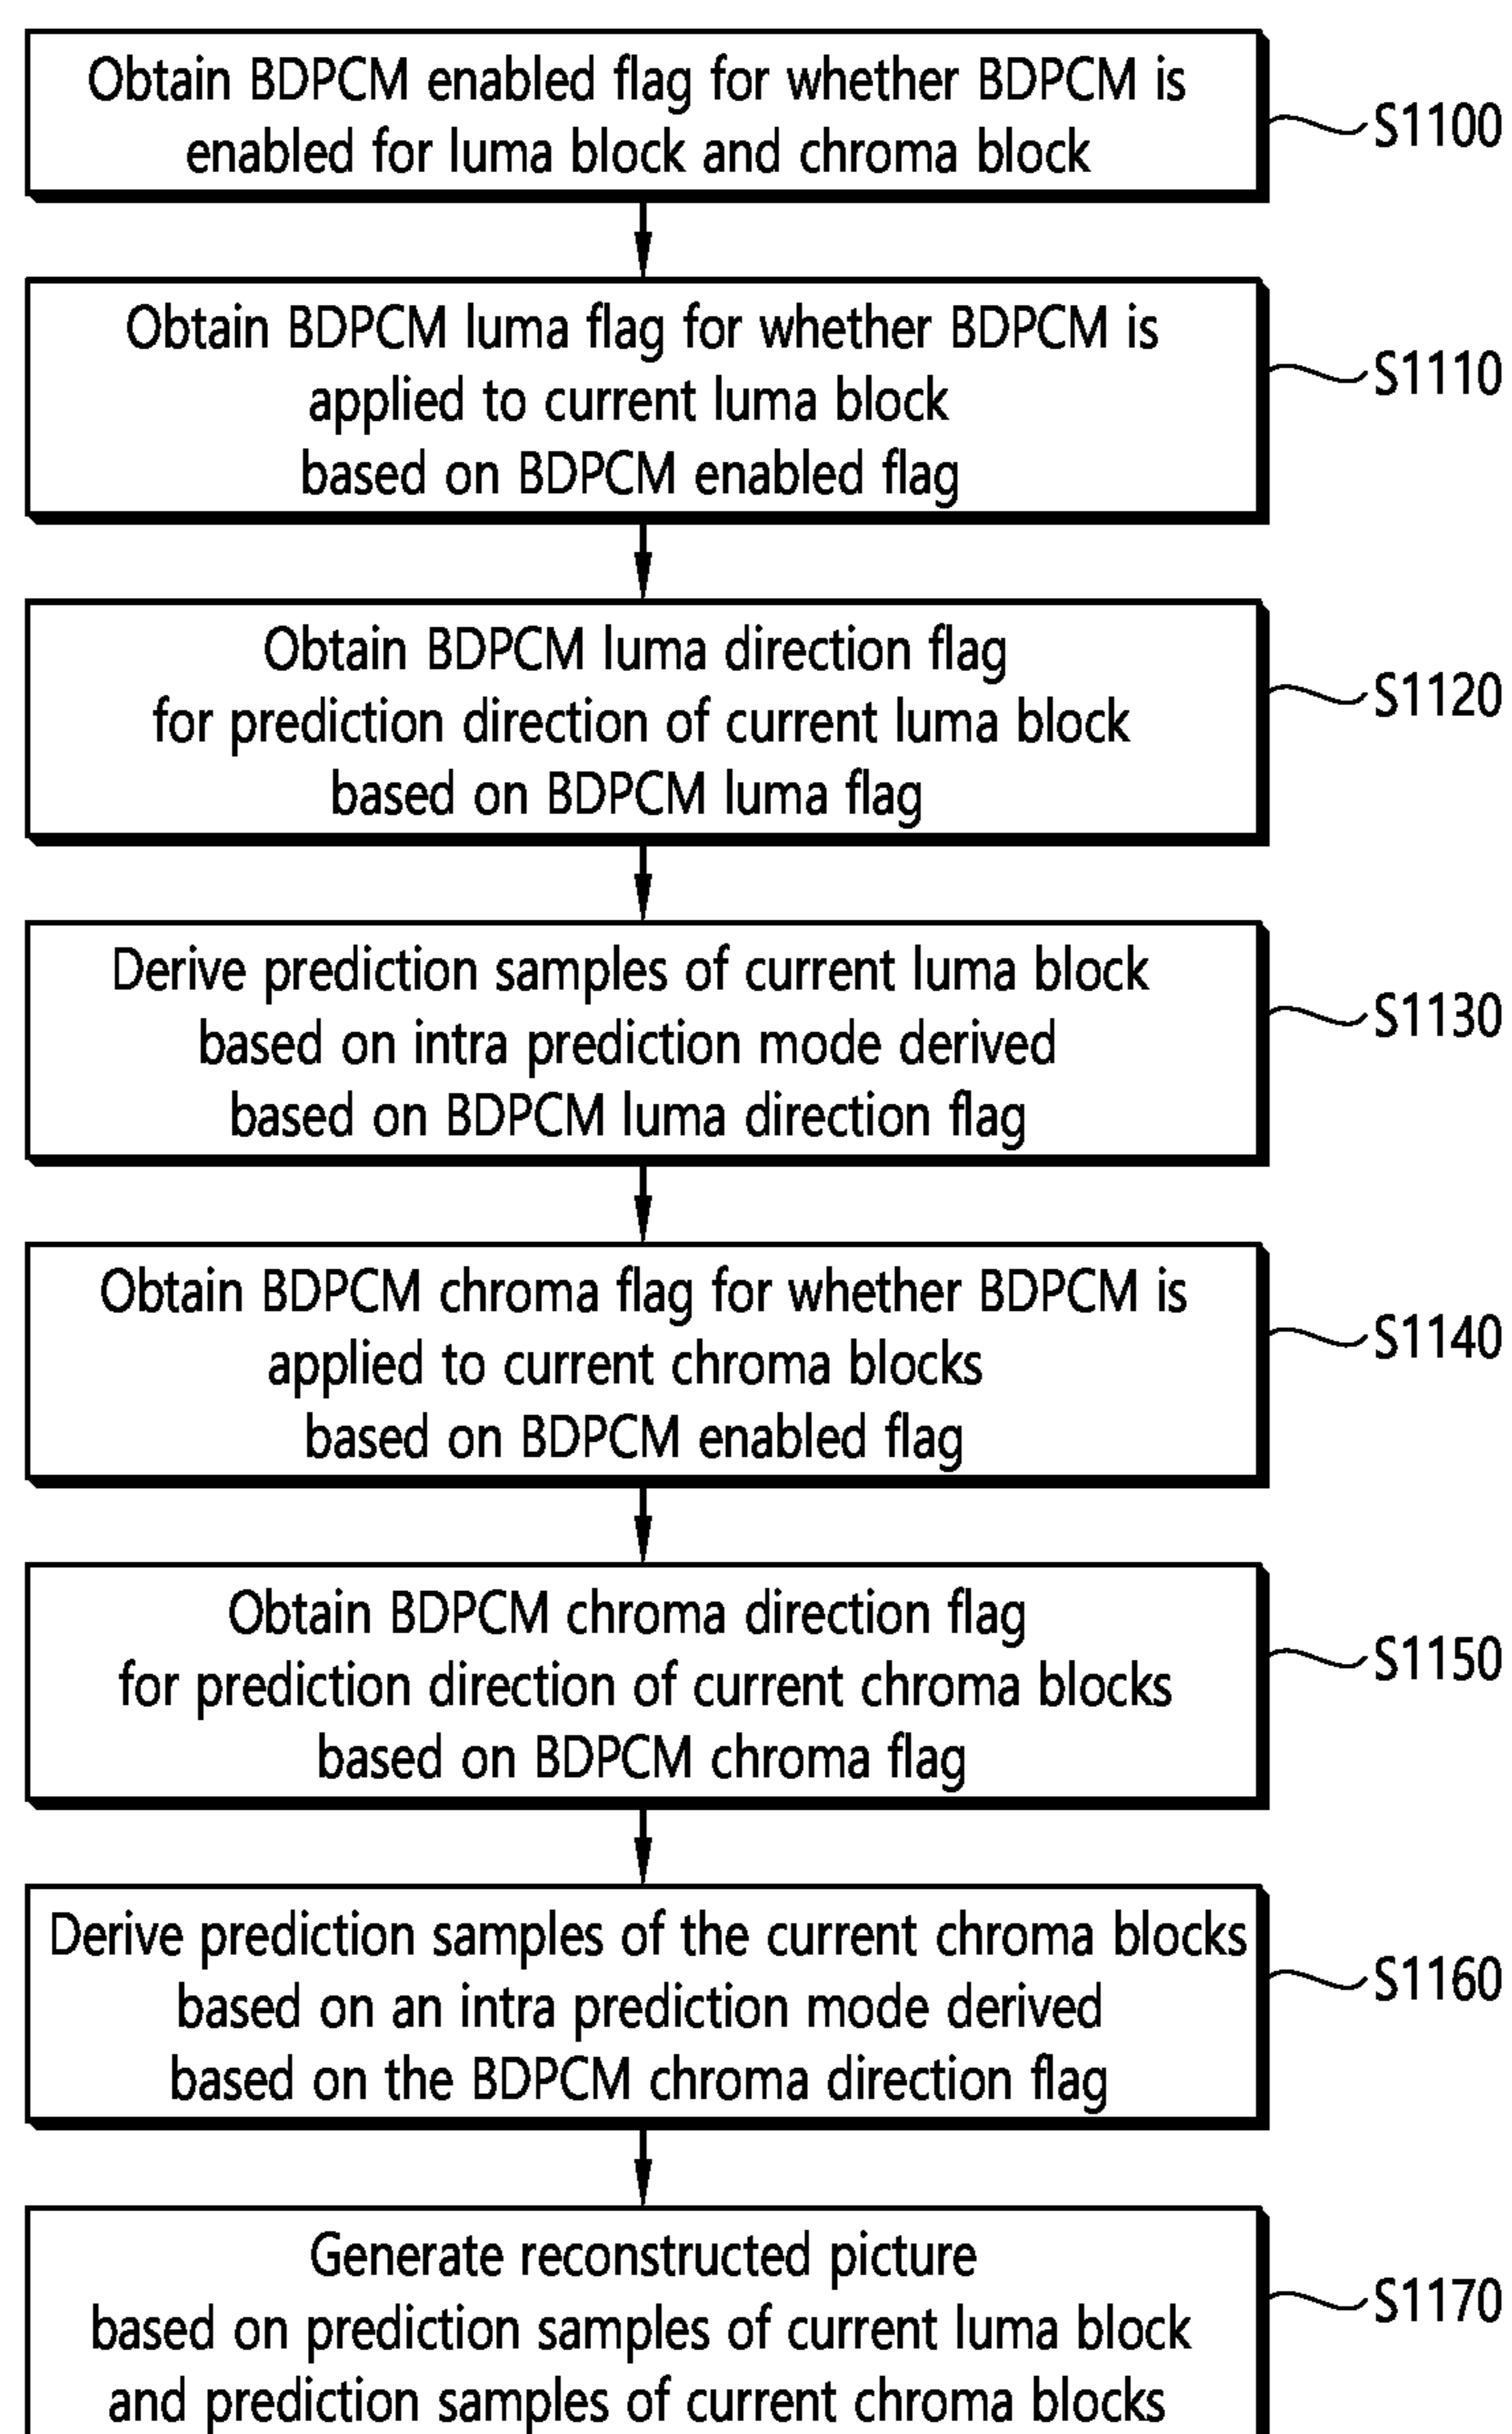 Obtain BDPCM enabled flag for whether BDPCM is
enabled for luma block and chroma block
S1100
Obtain BDPCM luma flag for whether BDPCM is
applied to current luma block
based on BDPCM enabled flag
S1110
Obtain BDPCM luma direction flag
for prediction direction of current luma block
based on BDPCM luma flag
S1120
Derive prediction samples of current luma block
based on intra prediction mode derived
based on BDPCM luma direction flag
S1130
Obtain BDPCM chroma flag for whether BDPCM is
applied to current chroma blocks
based on BDPCM enabled flag
S1140
Obtain BDPCM chroma direction flag
for prediction direction of current chroma blocks
based on BDPCM chroma flag
S1150
Derive prediction samples of the current chroma blocks
based on an intra prediction mode derived
based on the BDPCM chroma direction flag
S1160
Generate reconstructed picture
based on prediction samples of current luma block
and prediction samples of current chroma blocks
S1170